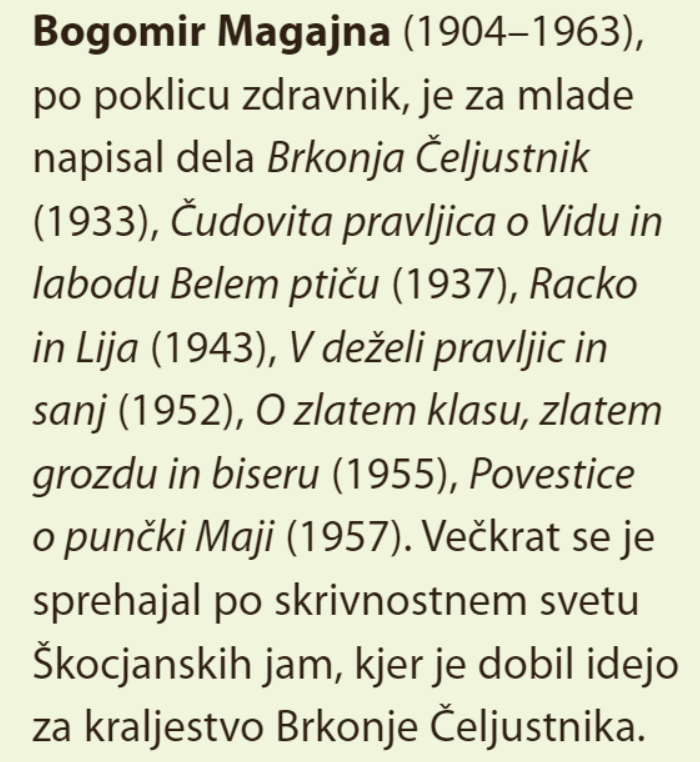 Bogomir Magajna (1904–1963),
po poklicu zdravnik, je za mlade
napisal dela Brkonja Čeljustnik
(1933), Čudovita pravljica o Vidu in
labodu Belem ptiču (1937), Racko
in Lija (1943), V deželi pravljic in
sanj (1952), O zlatem klasu, zlatem
grozdu in biseru (1955), Povestice
o punčki Maji (1957). Večkrat se je
sprehajal po skrivnostnem svetu
Škocjanskih jam, kjer je dobil idejo
za kraljestvo Brkonje Čeljustnika.